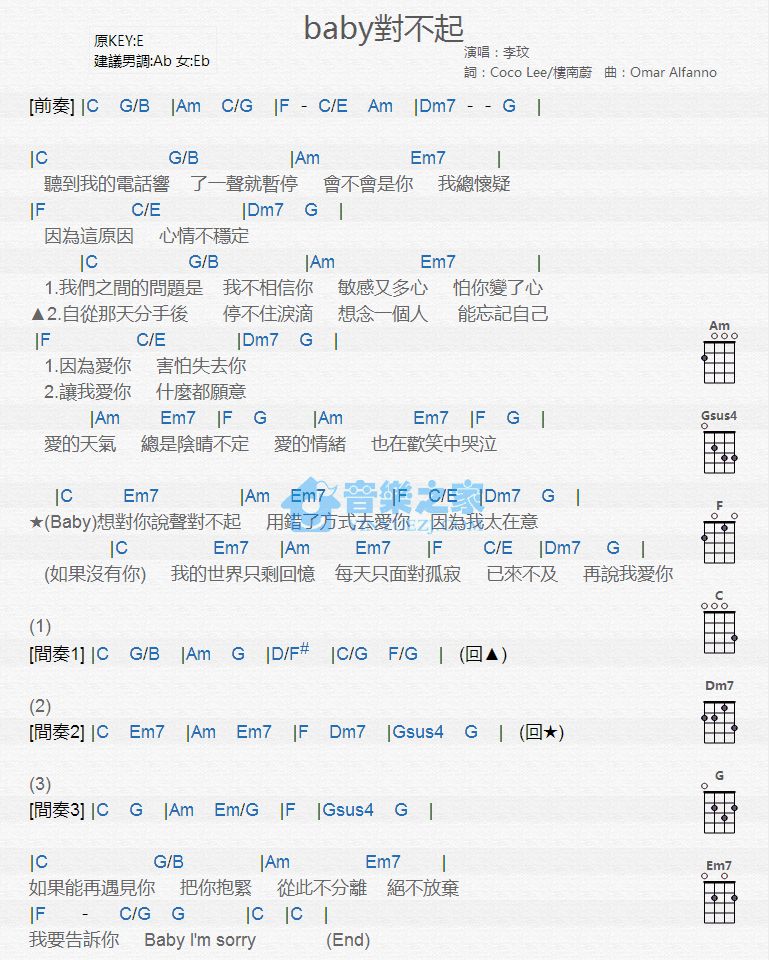 baby對不起
原KEY:E
建議男調:Ab 女:Eb
演唱：李玟
詞：Coco Lee/樓南蔚 曲：Omar Alfanno
[前奏] |C G/B |Am C/G |F - C/E Am |Dm7 - - G |
|C G/B |Am Em7 |
聽到我的電話響 了一聲就暫停 會不會是你 我總懷疑
|F C/E |Dm7 G |
因為這原因 心情不穩定
|C G/B |Am Em7 |
1.我們之間的問題是 我不相信你 敏感又多心 怕你變了心
▲2.自從那天分手後 停不住淚滴 想念一個人 能忘記自己
|F C/E |Dm7 G |
1.因為愛你 害怕失去你
2.讓我愛你 什麼都願意
|Am Em7 |F G |Am Em7 |F G |
愛的天氣 總是陰晴不定 愛的情緒 也在歡笑中哭泣
|C Em7 |Am Em7 |F C/E |Dm7 G |
★(Baby)想對你說聲對不起 用錯了方式去愛你 因為我太在意
音樂之家
|C Em7 |Am Em7 |F C/E |Dm7 G |
(如果沒有你) 我的世界只剩回憶 每天只面對孤寂 已來不及 再說我愛你
(1)
[間奏1] |C G/B |Am G |D/F# |C/G F/G | (回▲)
(2)
[間奏2] |C Em7 |Am Em7 |F Dm7 |Gsus4 G | (回★)
(3)
[間奏3] |C G |Am Em/G |F |Gsus4 G |
|C G/B |Am Em7 |
如果能再遇見你 把你抱緊 從此不分離 絕不放棄
|F - C/G G |C |C |
我要告訴你 Baby I'm sorry (End)
Am
Gsus4
F
C
Dm7
G
Em7